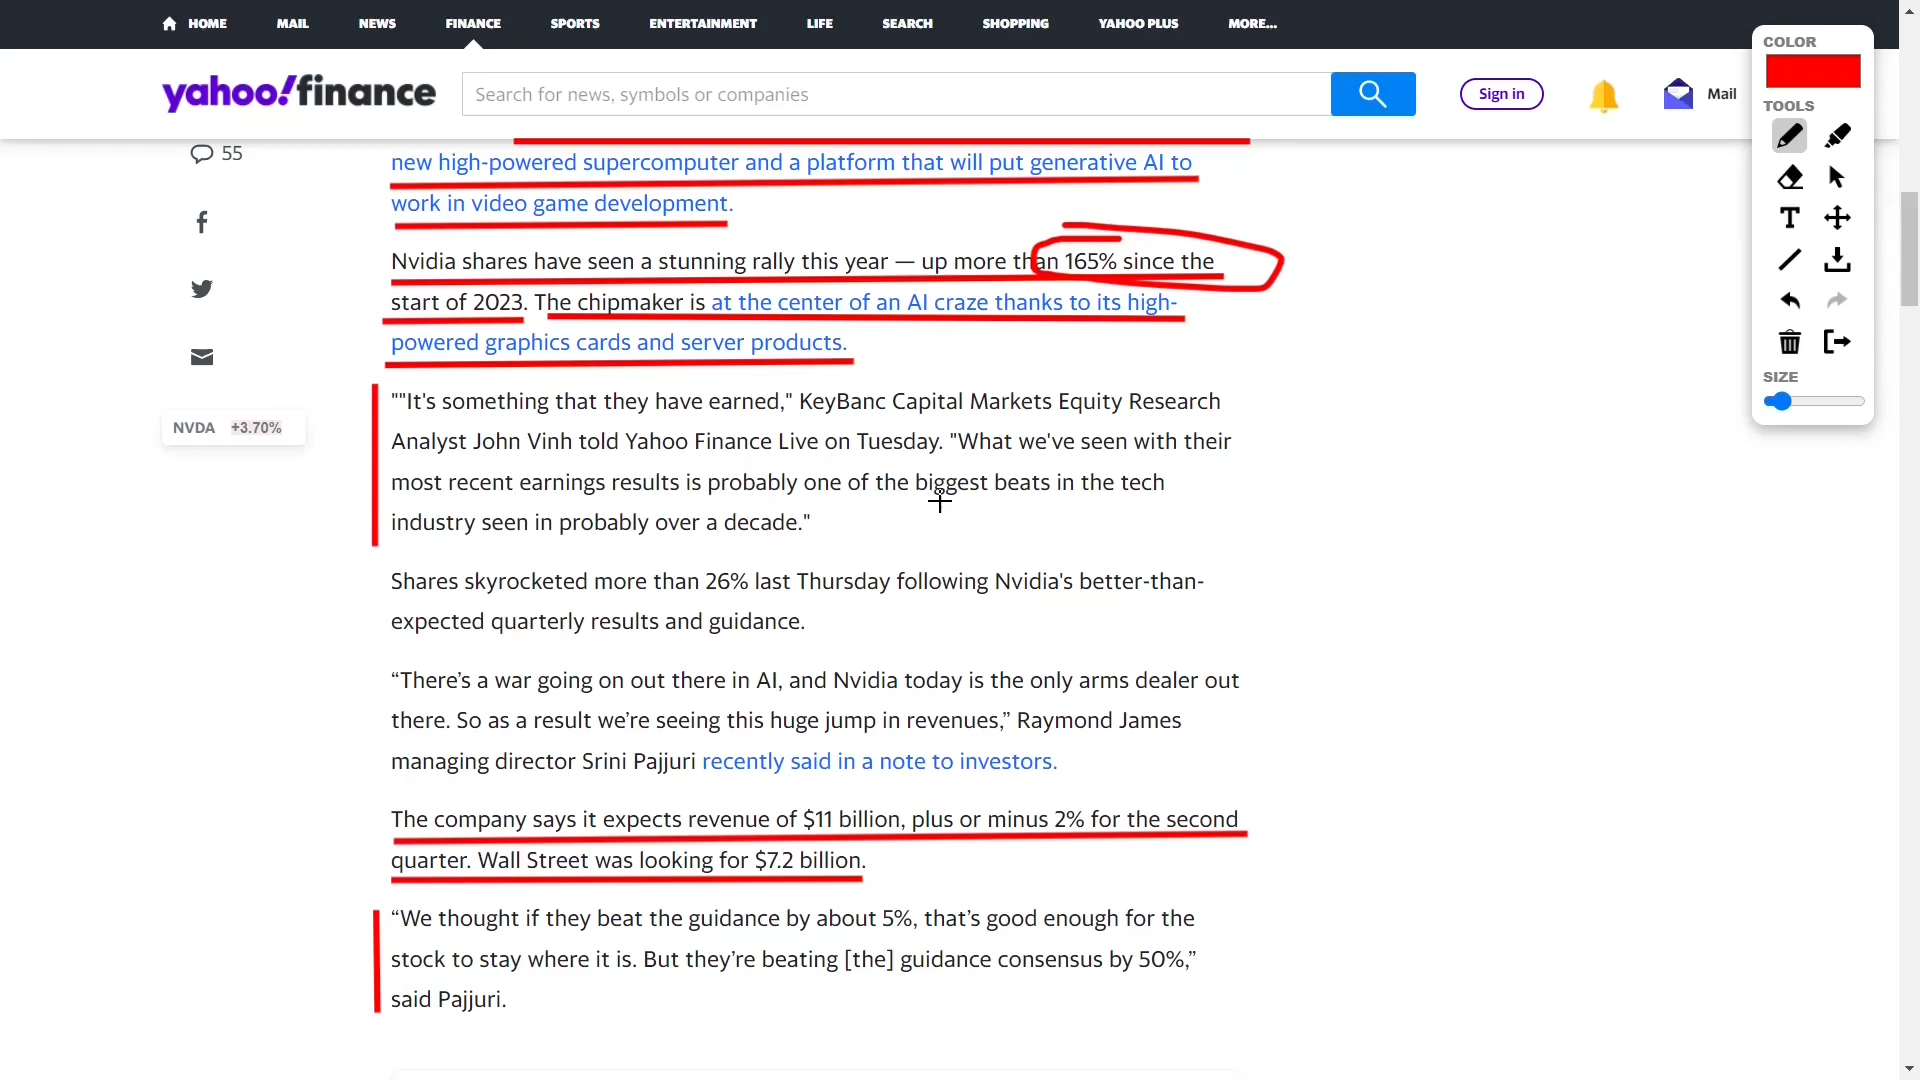 HOME MAIL NEWS FINANCE SPORTS ENTERTAINMENT LIFE SEARCH SHOPPING YAHOO PLUS MORE...
yahoo!finance
Search for news, symbols or companies
Sign in
Mail
55
new high-powered supercomputer and a platform that will put generative AI to
work in video game development.
Nvidia shares have seen a stunning rally this year — up more than 165% since the
start of 2023. The chipmaker is at the center of an AI craze thanks to its high-
powered graphics cards and server products.
NVDA +3.70%
""It's something that they have earned," KeyBanc Capital Markets Equity Research
Analyst John Vinh told Yahoo Finance Live on Tuesday. "What we've seen with their
most recent earnings results is probably one of the biggest beats in the tech
industry seen in probably over a decade."
Shares skyrocketed more than 26% last Thursday following Nvidia's better-than-
expected quarterly results and guidance.
“There’s a war going on out there in AI, and Nvidia today is the only arms dealer out
there. So as a result we’re seeing this huge jump in revenues,” Raymond James
managing director Srini Pajjuri recently said in a note to investors.
The company says it expects revenue of $11 billion, plus or minus 2% for the second
quarter. Wall Street was looking for $7.2 billion.
“We thought if they beat the guidance by about 5%, that’s good enough for the
stock to stay where it is. But they’re beating [the] guidance consensus by 50%,”
said Pajjuri.
COLOR
TOOLS
T
SIZE